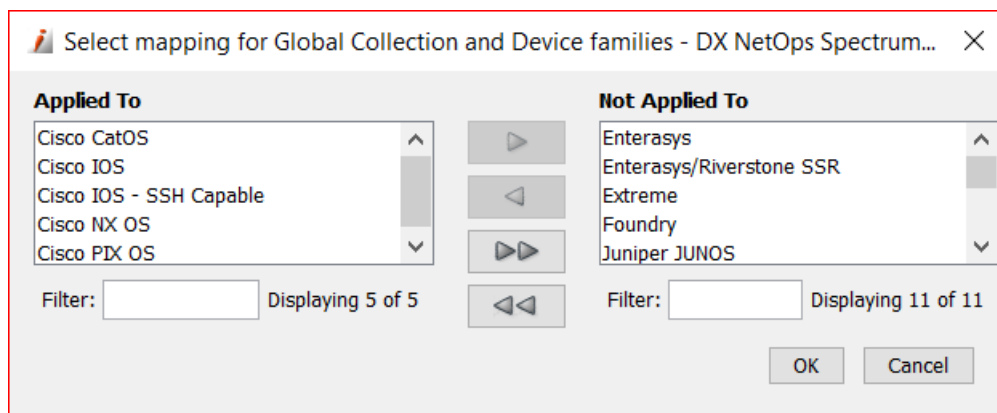 Select mapping for Global Collection and Device families - DX NetOps Spectrum...
Applied To
Cisco CatOS
Cisco IOS
Cisco IOS - SSH Capable
Cisco NX OS
Cisco PIX OS
Filter:
Displaying 5 of 5
Not Applied To
Enterasys
Enterasys/Riverstone SSR
Extreme
Foundry
Juniper JUNOS
Filter:
Displaying 11 of 11
OK
Cancel